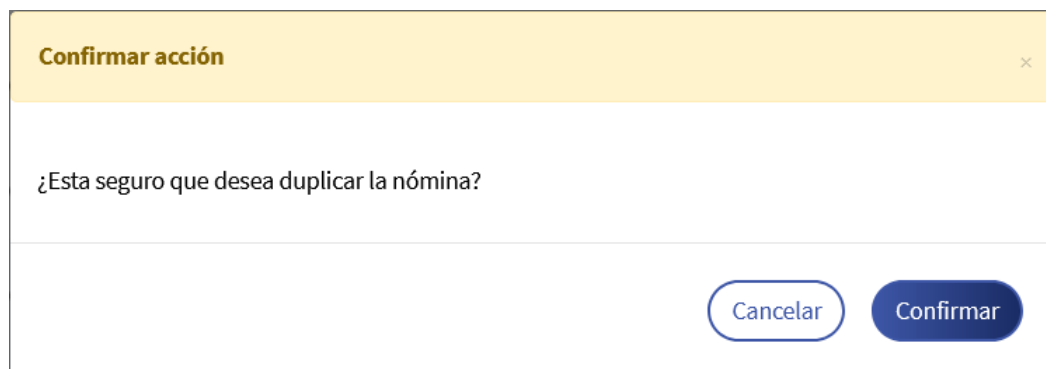 Confirmar acción
×
¿Esta seguro que desea duplicar la nómina?
Cancelar
Confirmar